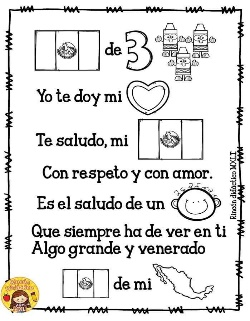 de 3
Yo te doy mi
Te saludo, mi
Con respeto y con amor.
Es el saludo de un
Que siempre ha de ver en ti
Algo grande y venerado
de mi
Rincón didáctico MXLT